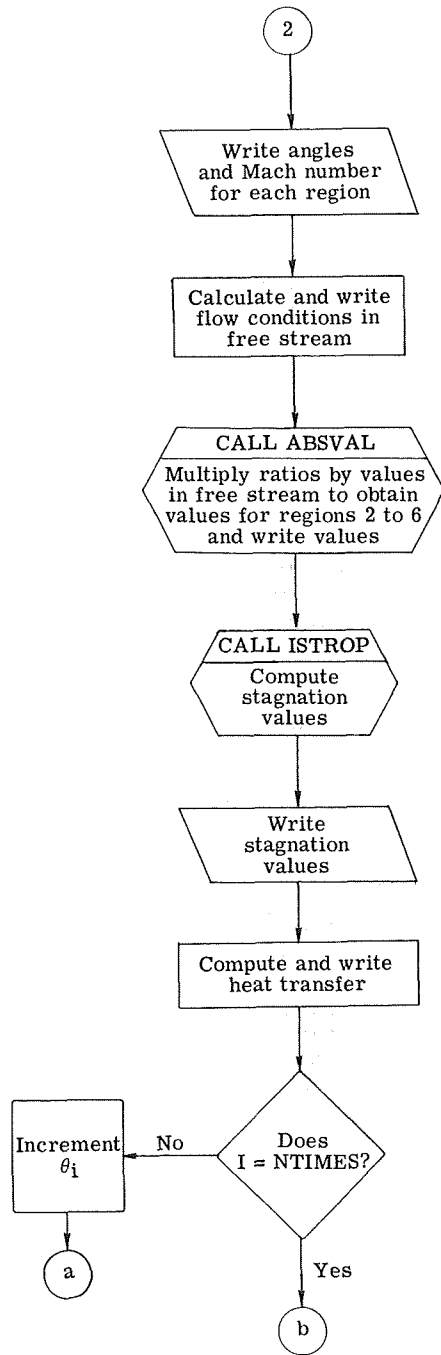 2
Write angles
and Mach number
for each region
Calculate and write
flow conditions in
free stream
CALL ABSVAL
Multiply ratios by values
in free stream to obtain
values for regions 2 to 6
and write values
CALL ISTROP
Compute
stagnation
values
Write
stagnation
values
Compute and write
heat transfer
Does
I = NTIMES?
No
Increment
θi
a
Yes
b